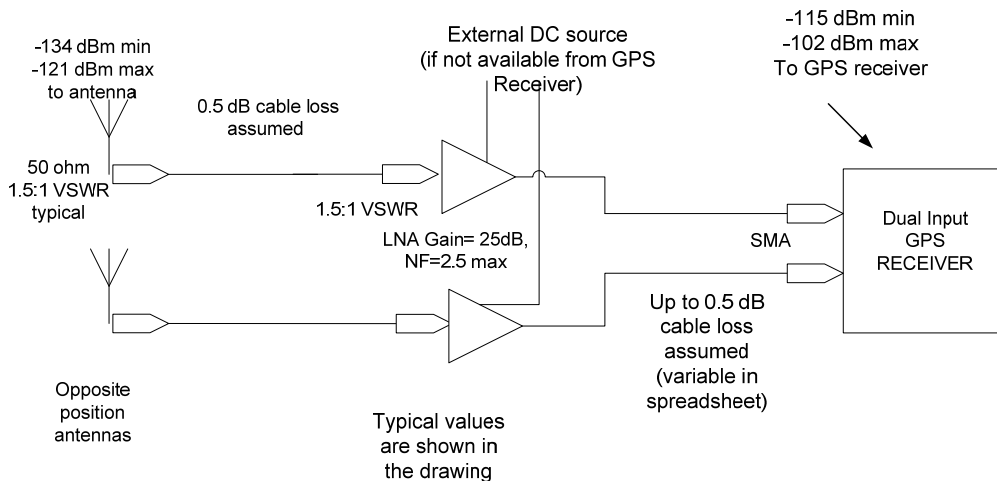 -134 dBm min
-121 dBm max
to antenna
0.5 dB cable loss
assumed
External DC source
(if not available from GPS
Receiver)
-115 dBm min
-102 dBm max
To GPS receiver
50 ohm
1.5:1 VSWR
typical
1.5:1 VSWR
LNA Gain= 25dB,
NF=2.5 max
SMA
Dual Input
GPS
RECEIVER
Up to 0.5 dB
cable loss
assumed
(variable in
spreadsheet)
Opposite
position
antennas
Typical values
are shown in
the drawing